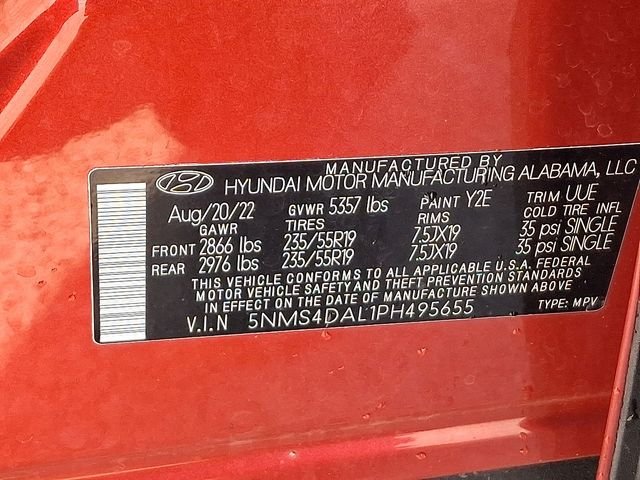 MANUFACTURED BY
HYUNDAI MOTOR MANUFACTURING ALABAMA, LLC
Aug/20/22 GVWR 5357 lbs PAINT Y2E TRIM UUE
GAWR TIRES RIMS COLD TIRE INFL
FRONT 2866 lbs 235/55R19 7.5JX19 35 psi SINGLE
REAR 2976 lbs 235/55R19 7.5JX19 35 psi SINGLE
THIS VEHICLE CONFORMS TO ALL APPLICABLE U.S.A. FEDERAL
MOTOR VEHICLE SAFETY AND THEFT PREVENTION STANDARDS
IN EFFECT ON THE DATE OF MANUFACTURE SHOWN ABOVE
V.I.N 5NMS4DAL1PH495655 TYPE: MPV